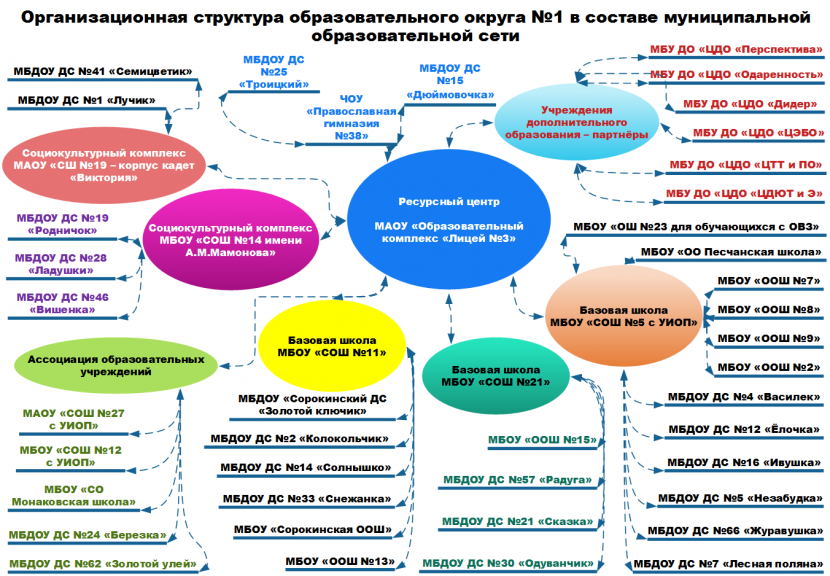 Организационная структура образовательного округа №1 в составе муниципальной
образовательной сети
МБДОУ ДС №41 «Семицветик»
МБДОУ ДС №1 «Лучик»
МБДОУ ДС
№25
«Троицкий»
ЧОУ
«Православная
гимназия
№38»
МБДОУ ДС
№15
«Дюймовочка»
Учреждения
дополнительного
образования – партнёры
МБУ ДО «ЦДО «Перспектива»
МБУ ДО «ЦДО «Одаренность»
МБУ ДО «ЦДО «Дидер»
МБУ ДО «ЦДО «ЦЭБО»
МБУ ДО «ЦДО «ЦТТ и ПО»
МБУ ДО «ЦДО «ЦДЮТ и Э»
Социокультурный комплекс
МАОУ «СШ №19 – корпус кадет
«Виктория»
Социокультурный комплекс
МБОУ «СОШ №14 имени
А.М.Мамонова»
Ресурсный центр
МАОУ «Образовательный
комплекс «Лицей №3»
МБДОУ ДС №19
«Родничок»
МБДОУ ДС №28
«Ладушки»
МБДОУ ДС №46
«Вишенка»
МБОУ «ОШ №23 для обучающихся с ОВЗ»
МБОУ «ОО Песчанская школа»
Базовая школа
МБОУ «СОШ №5 с УИОП»
МБОУ «ООШ №7»
МБОУ «ООШ №8»
МБОУ «ООШ №9»
МБОУ «ООШ №2»
Ассоциация образовательных
учреждений
Базовая школа
МБОУ «СОШ №11»
Базовая школа
МБОУ «СОШ №21»
МАОУ «СОШ №27
с УИОП»
МБОУ «СОШ №12
с УИОП»
МБОУ «СО
Монаковская школа»
МБДОУ ДС №24 «Березка»
МБДОУ ДС №62 «Золотой улей»
МБДОУ «Сорокинский ДС
«Золотой ключик»
МБДОУ ДС №2 «Колокольчик»
МБДОУ ДС №14 «Солнышко»
МБДОУ ДС №33 «Снежанка»
МБОУ «Сорокинская ООШ»
МБОУ «ООШ №13»
МБОУ «ООШ №15»
МБДОУ ДС №57 «Радуга»
МБДОУ ДС №21 «Сказка»
МБДОУ ДС №30 «Одуванчик»
МБДОУ ДС №4 «Василек»
МБДОУ ДС №12 «Ёлочка»
МБДОУ ДС №16 «Ивушка»
МБДОУ ДС №5 «Незабудка»
МБДОУ ДС №66 «Журавушка»
МБДОУ ДС №7 «Лесная поляна»